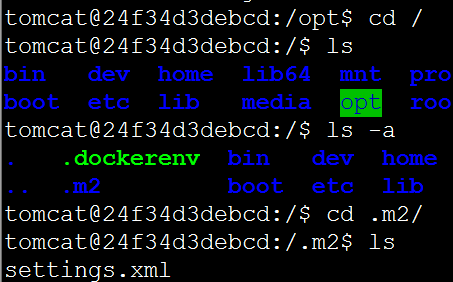 tomcat@24f34d3debcd:/opt$ cd /
tomcat@24f34d3debcd:/$ ls
bin dev home lib64 mnt pro
boot etc lib media opt roo
tomcat@24f34d3debcd:/$ ls -a
. .dockerenv bin dev home
.. .m2 boot etc lib
tomcat@24f34d3debcd:/$ cd .m2/
tomcat@24f34d3debcd:/.m2$ ls
settings.xml